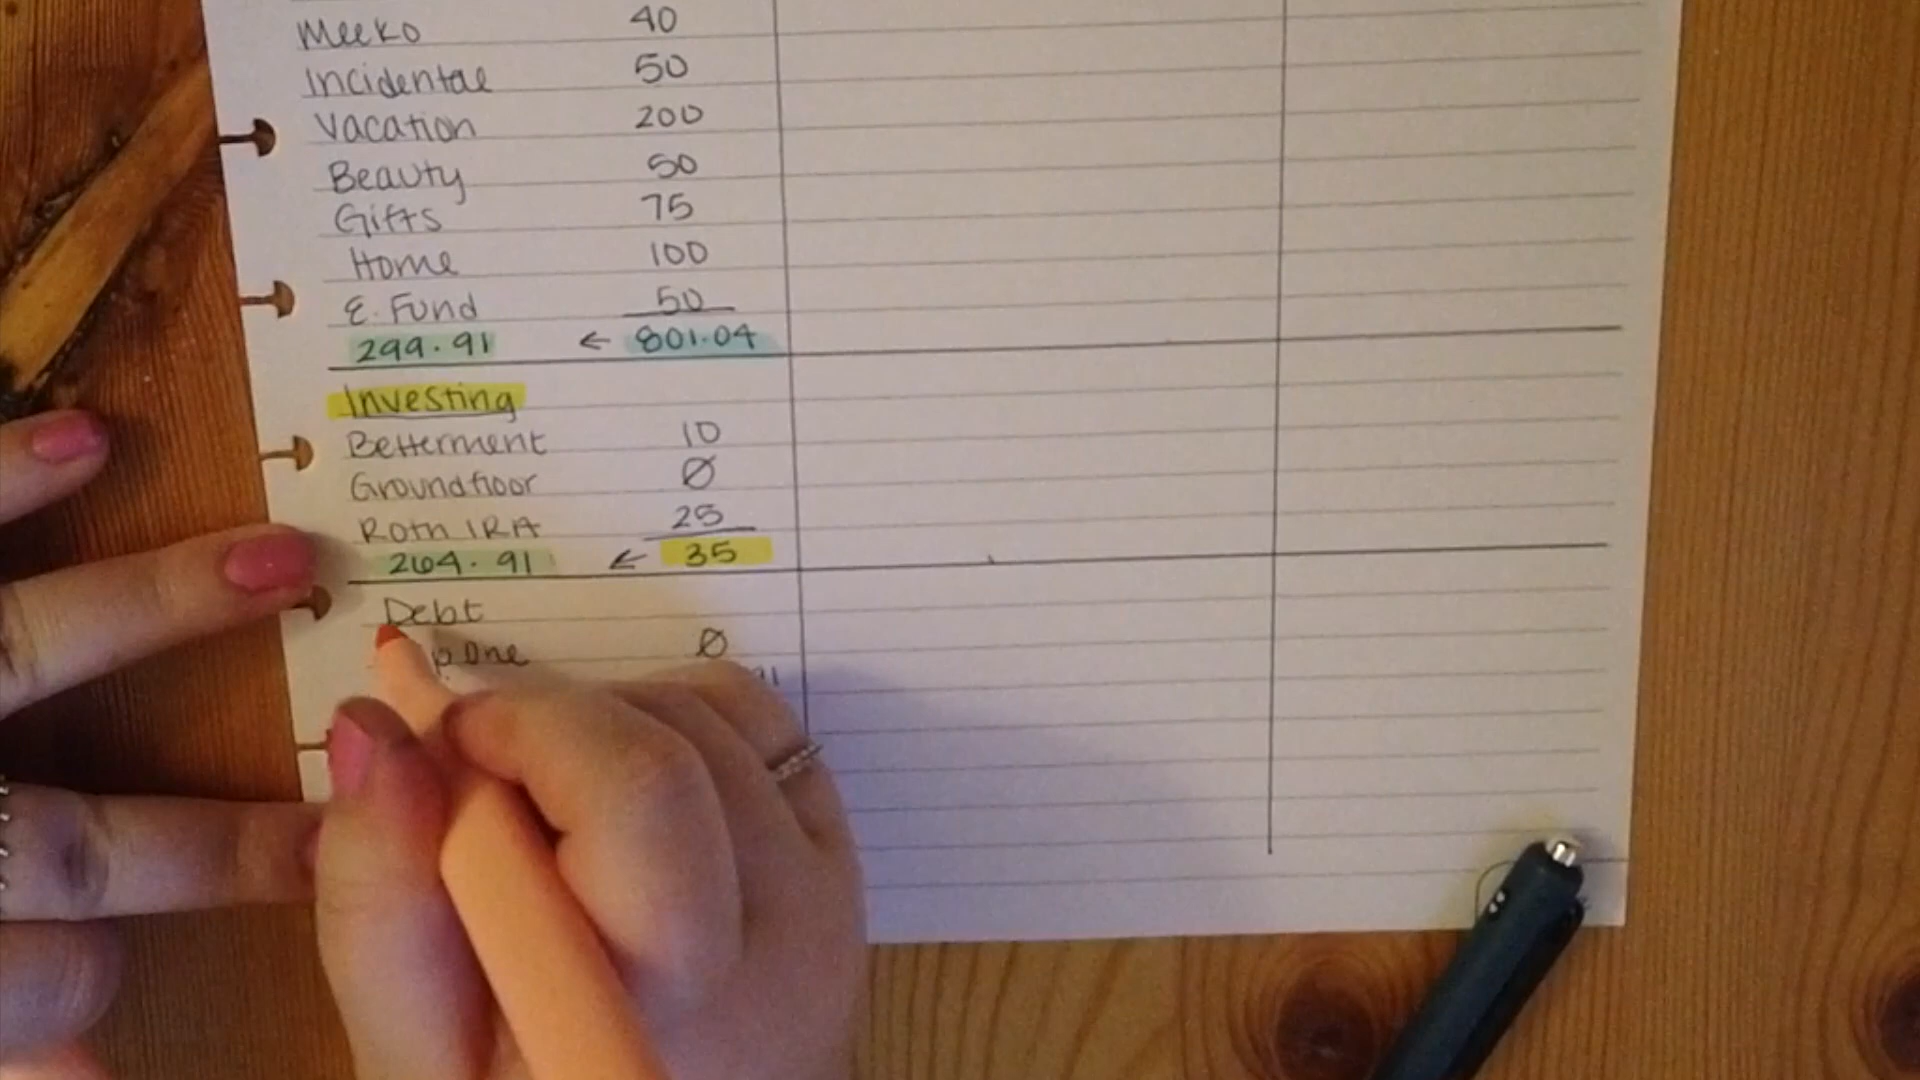 Meeko 40
Incidental 50
Vacation 200
Beauty 50
Gifts 75
Home 100
E. Fund 50
299.91 ← 801.04
Investing
Betterment 10
Groundfloor Ø
Roth IRA 25
264.91 ← 35
Debt
One Ø